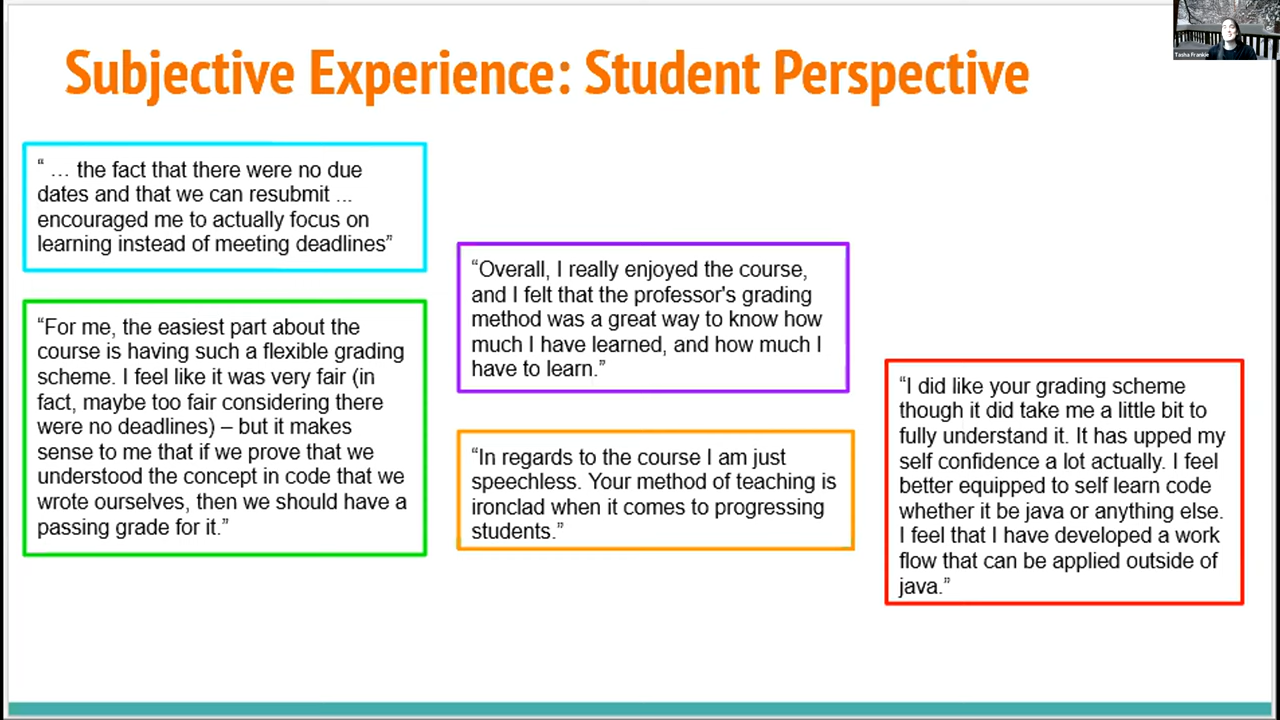 Subjective Experience: Student Perspective
Tasha Frankie
“ … the fact that there were no due
dates and that we can resubmit ...
encouraged me to actually focus on
learning instead of meeting deadlines”
“For me, the easiest part about the
course is having such a flexible grading
scheme. I feel like it was very fair (in
fact, maybe too fair considering there
were no deadlines) – but it makes
sense to me that if we prove that we
understood the concept in code that we
wrote ourselves, then we should have a
passing grade for it.”
“Overall, I really enjoyed the course,
and I felt that the professor's grading
method was a great way to know how
much I have learned, and how much I
have to learn.”
“In regards to the course I am just
speechless. Your method of teaching is
ironclad when it comes to progressing
students.”
“I did like your grading scheme
though it did take me a little bit to
fully understand it. It has upped my
self confidence a lot actually. I feel
better equipped to self learn code
whether it be java or anything else.
I feel that I have developed a work
flow that can be applied outside of
java.”